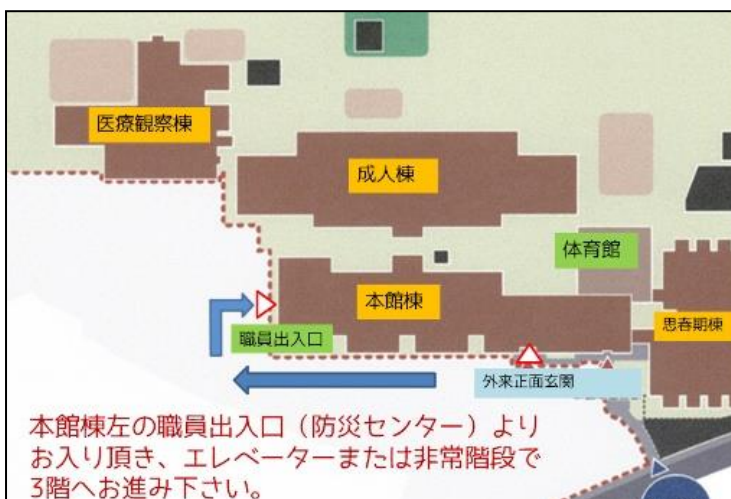 医療観察棟
成人棟
体育館
本館棟
思春期棟
職員出入口
外来正面玄関
本館棟左の職員出入口（防災センター）より
お入り頂き、エレベーターまたは非常階段で
3階へお進み下さい。